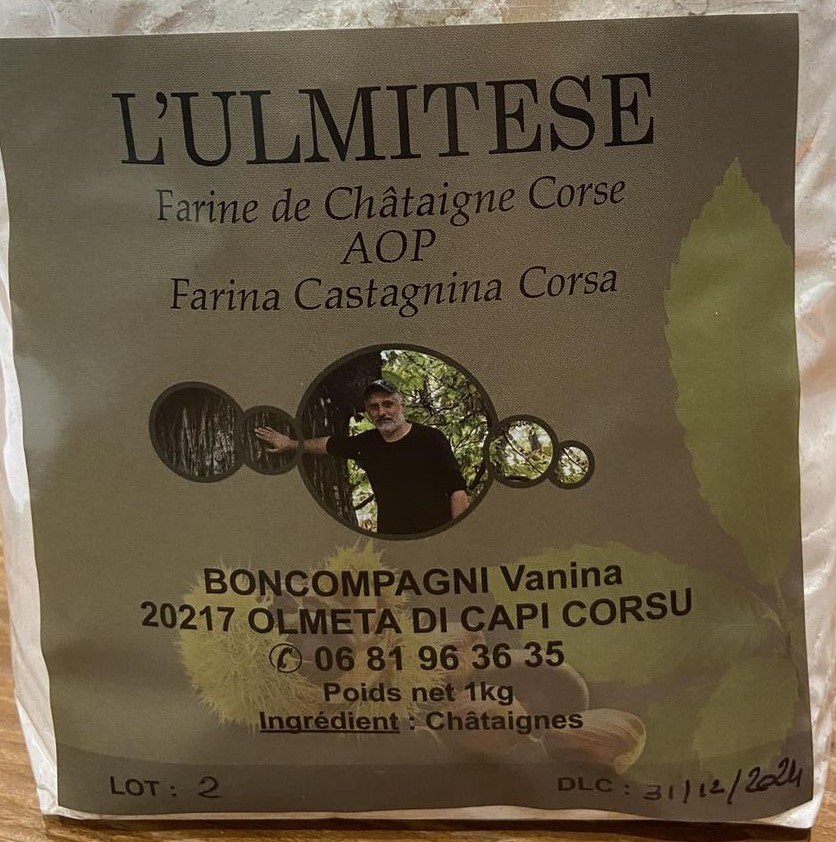 L'ULMITESE
Farine de Châtaigne Corse
AOP
Farina Castagnina Corsa
BONCOMPAGNI Vanina
20217 OLMETA DI CAPI CORSU
✆ 06 81 96 36 35
Poids net 1kg
Ingrédient : Châtaignes
LOT : 2 DLC : 31/12/2024